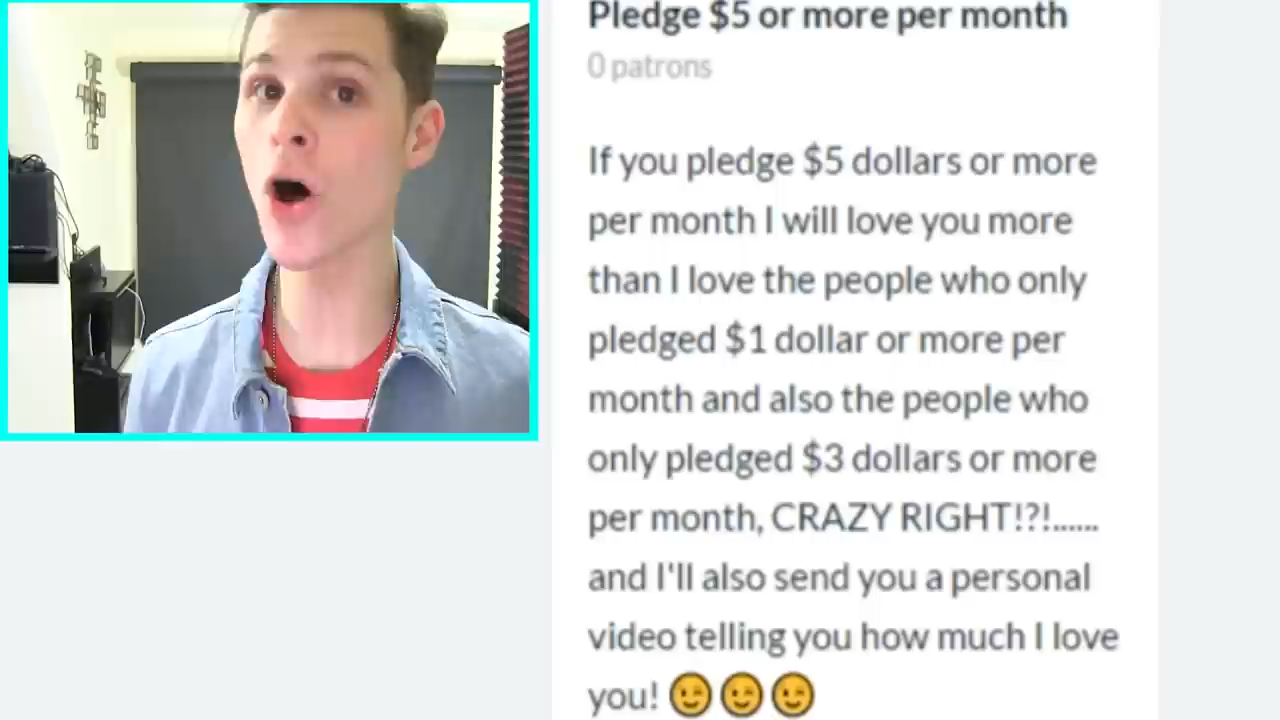 Pledge $5 or more per month
0 patrons
If you pledge $5 dollars or more
per month I will love you more
than I love the people who only
pledged $1 dollar or more per
month and also the people who
only pledged $3 dollars or more
per month, CRAZY RIGHT!?!......
and I'll also send you a personal
video telling you how much I love
you! 😉😉😉